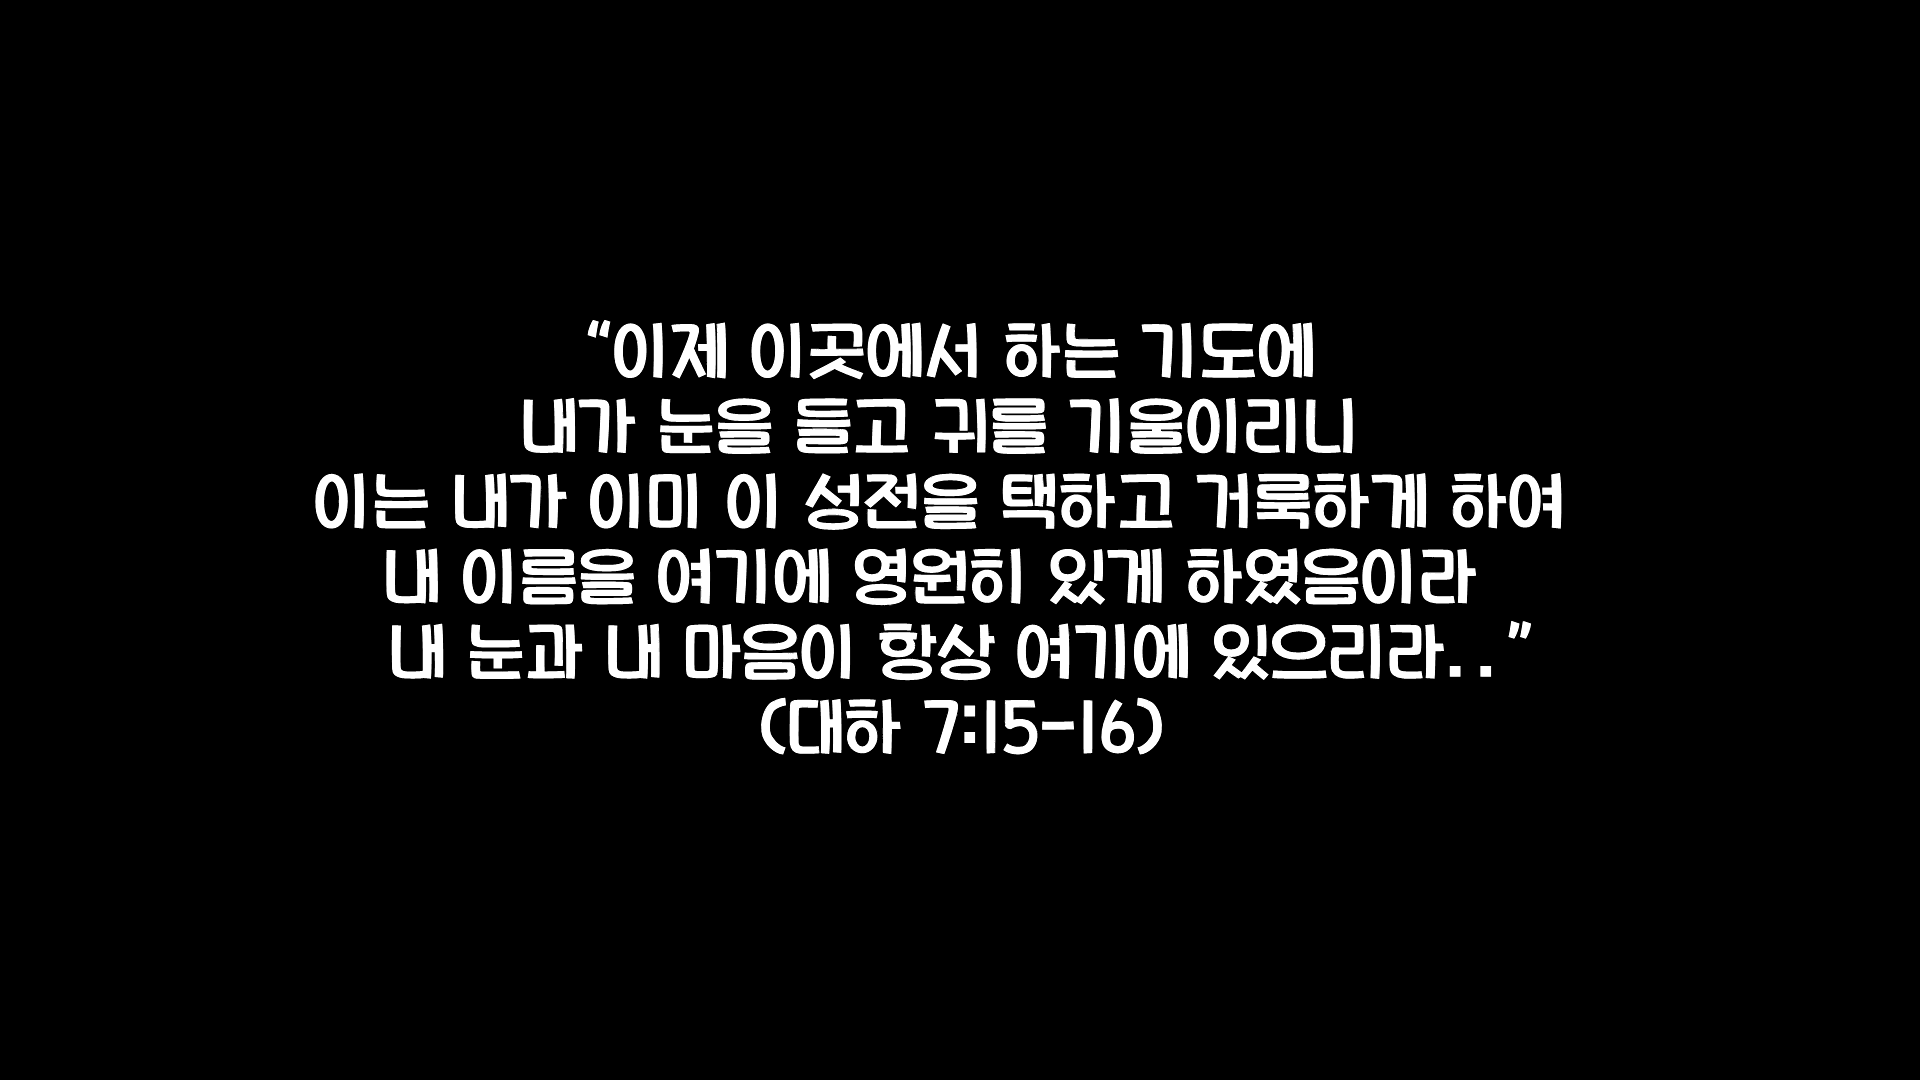 “이제 이곳에서 하는 기도에
내가 눈을 들고 귀를 기울이리니
이는 내가 이미 이 성전을 택하고 거룩하게 하여
내 이름을 여기에 영원히 있게 하였음이라
내 눈과 내 마음이 항상 여기에 있으리라..”
(대하 7:15-16)